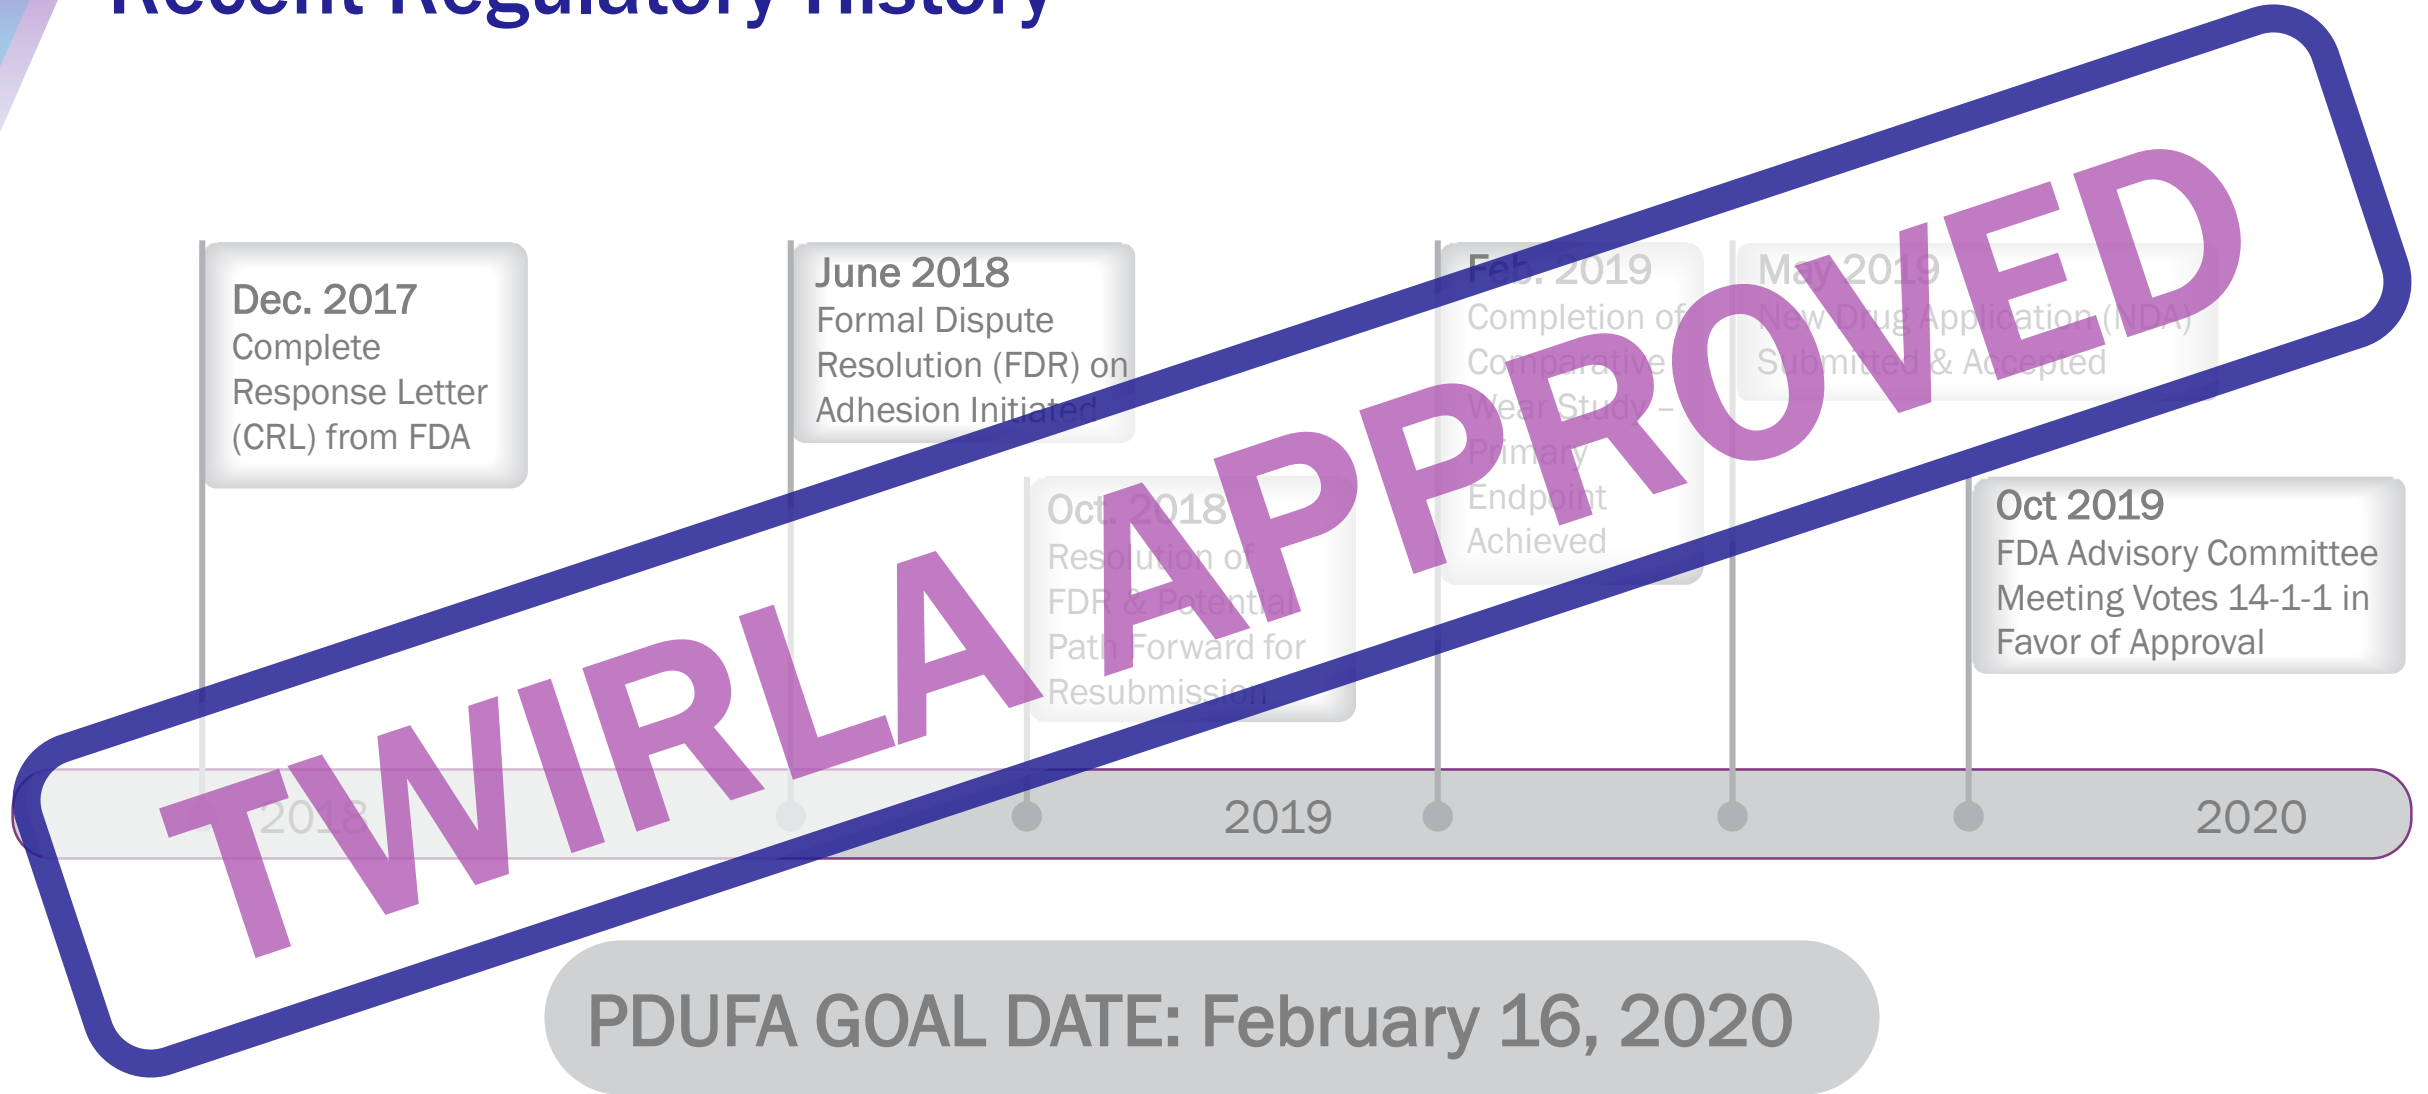 Recent Regulatory History
Dec. 2017
Complete
Response Letter
(CRL) from FDA
June 2018
Formal Dispute
Resolution (FDR) on
Adhesion Initiated
Oct. 2018
Resolution of
FDR & Potential
Path Forward for
Resubmission
Feb. 2019
Completion of
Comparative
Wear Study –
Primary
Endpoint
Achieved
May 2019
New Drug Application (NDA)
Submitted & Accepted
Oct 2019
FDA Advisory Committee
Meeting Votes 14-1-1 in
Favor of Approval
TWIRLA APPROVED
2018
2019
2020
PDUFA GOAL DATE: February 16, 2020